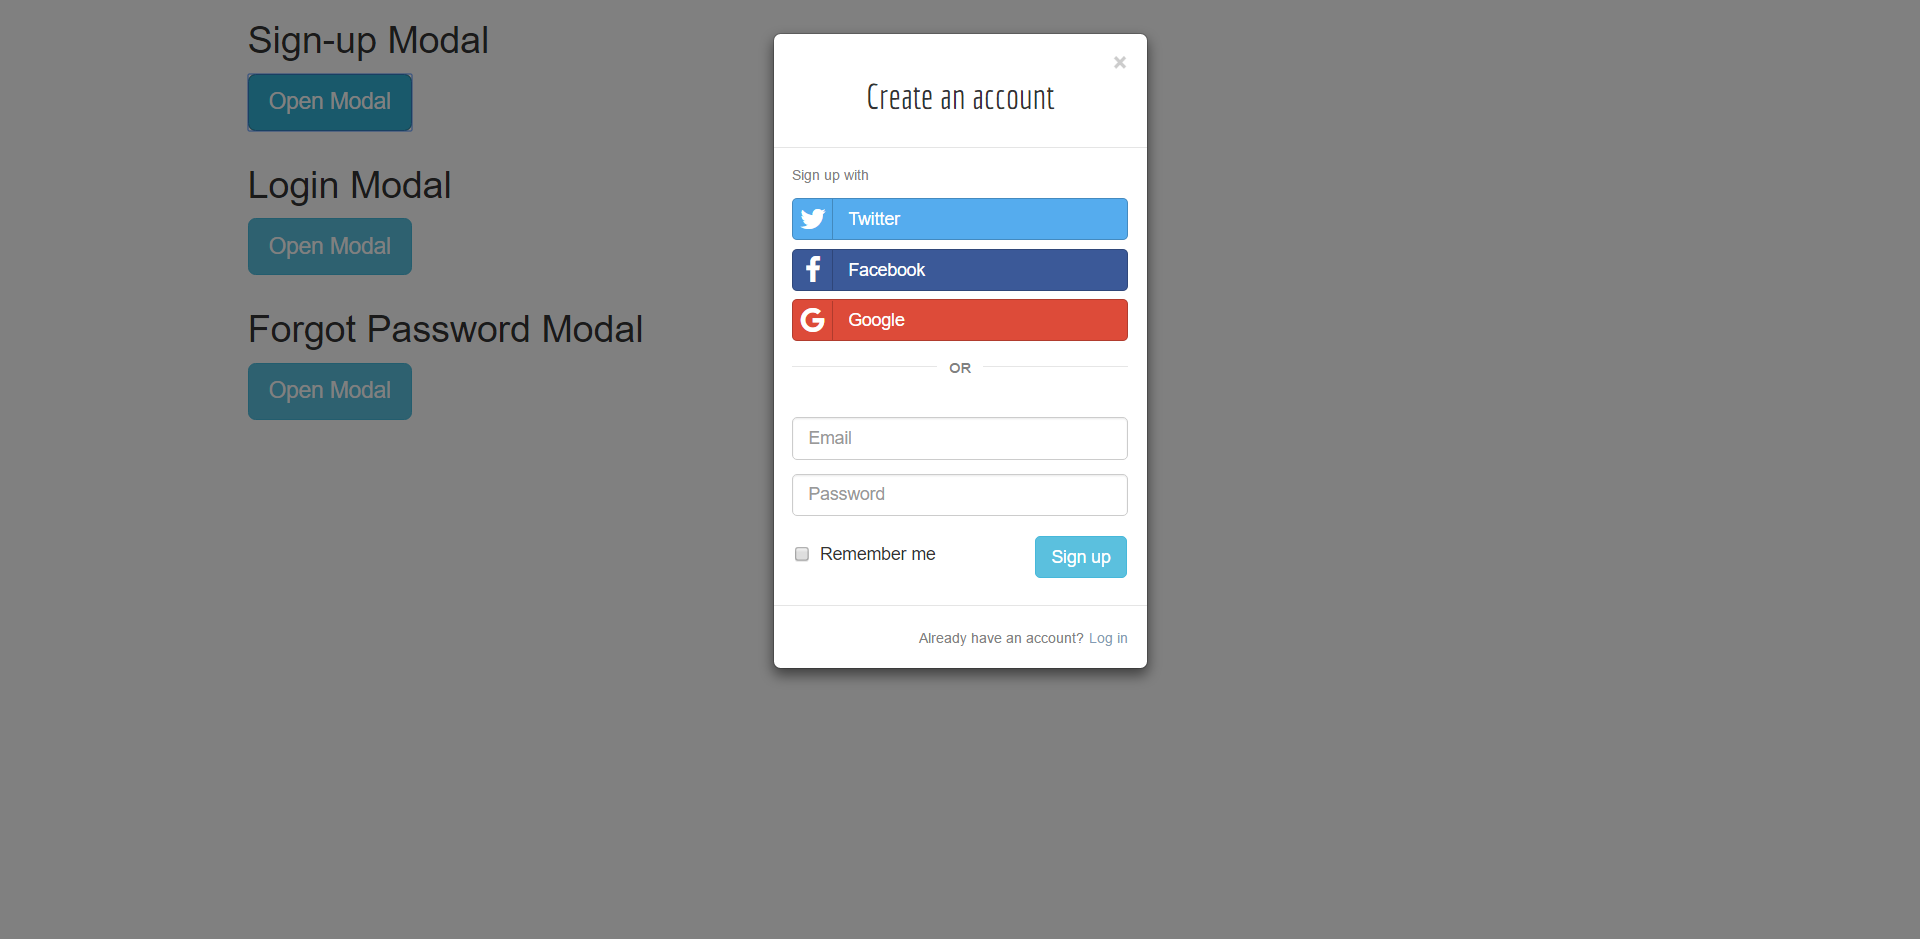 Sign-up Modal
Open Modal
Login Modal
Open Modal
Forgot Password Modal
Open Modal
×
Create an account
Sign up with
Twitter
Facebook
Google
OR
Email
Password
Remember me
Sign up
Already have an account? Log in